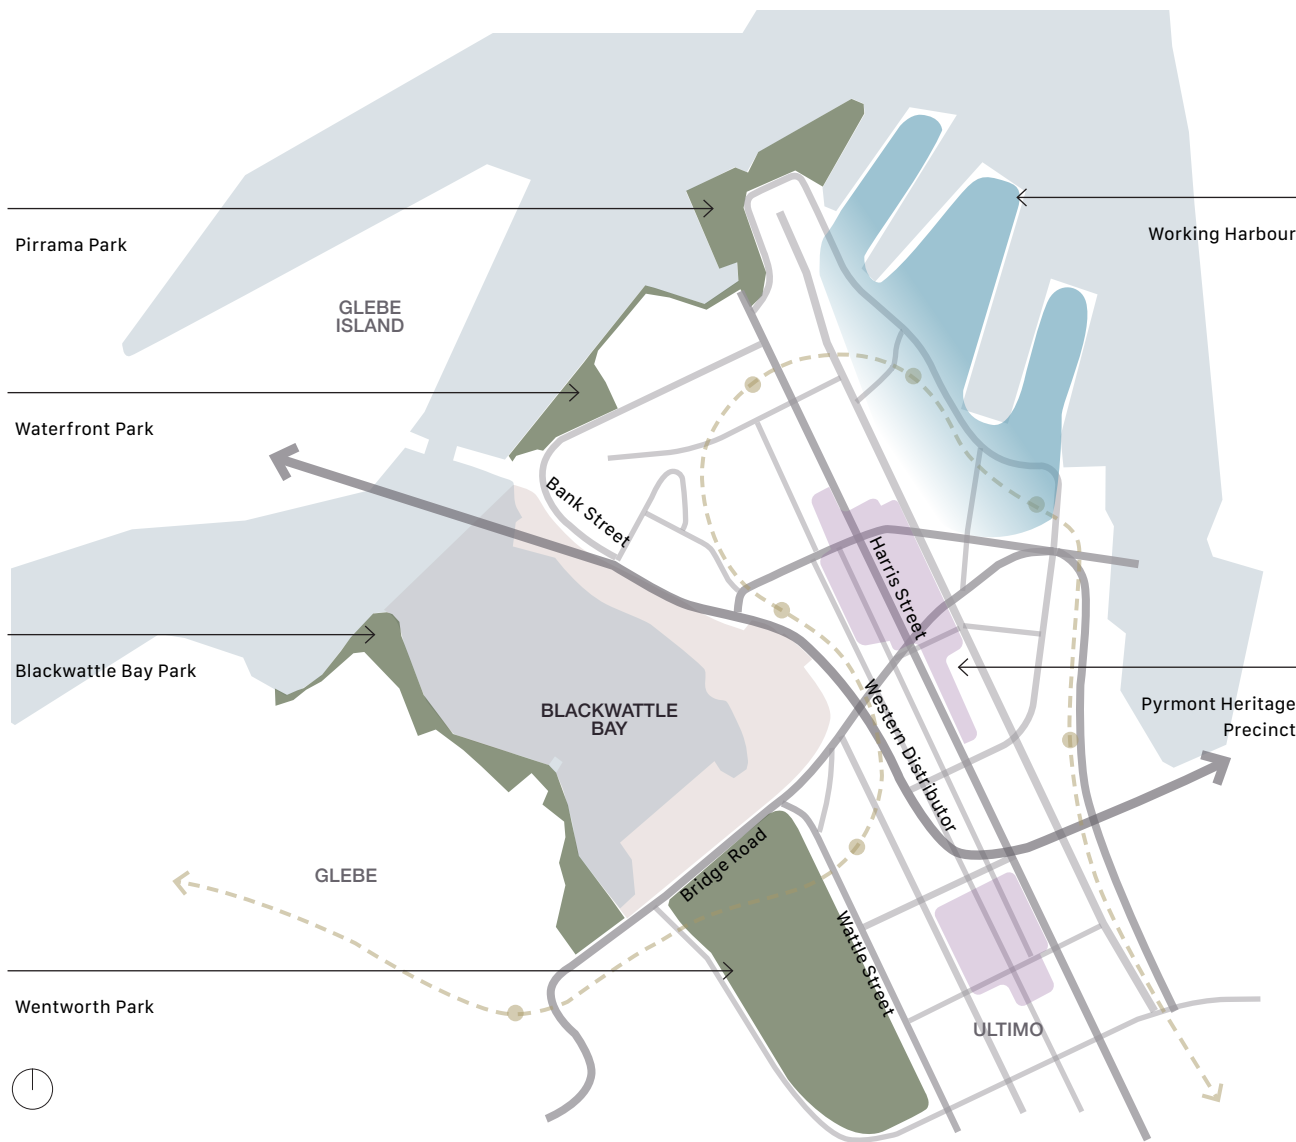 Pirrama Park
Working Harbour
GLEBE
ISLAND
Waterfront Park
Bank Street
Harris Street
Blackwattle Bay Park
BLACKWATTLE
BAY
Western Distributor
Pyrmont Heritage
Precinct
Bridge Road
GLEBE
Wattle Street
Wentworth Park
ULTIMO